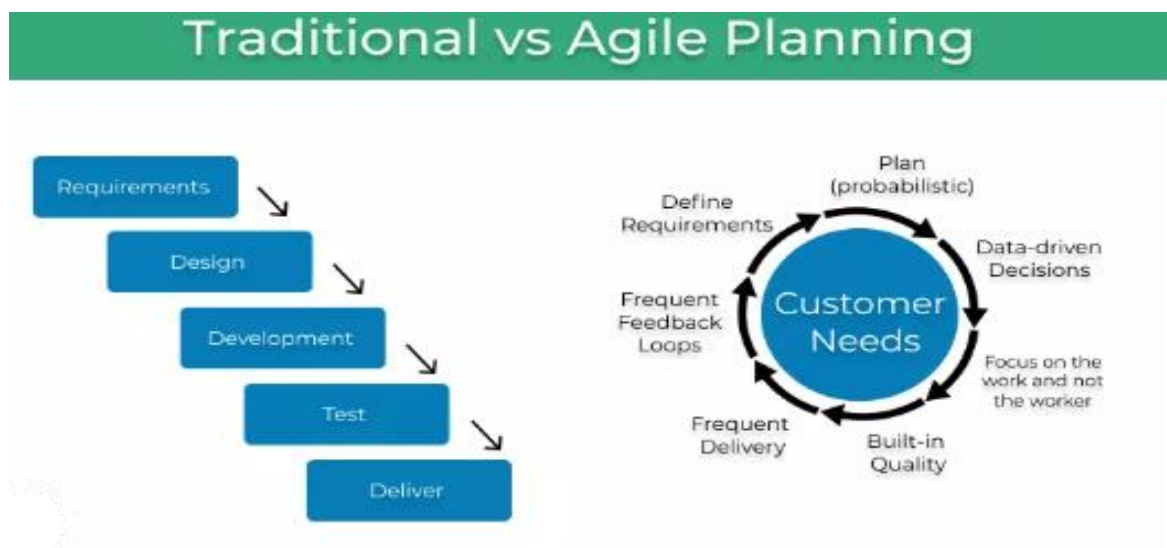 Traditional vs Agile Planning
Requirements
Design
Development
Test
Deliver
Plan
(probabilistic)
Data-driven
Decisions
Focus on the
work and not
the worker
Built-in
Quality
Frequent
Delivery
Frequent
Feedback
Loops
Define
Requirements
Customer
Needs